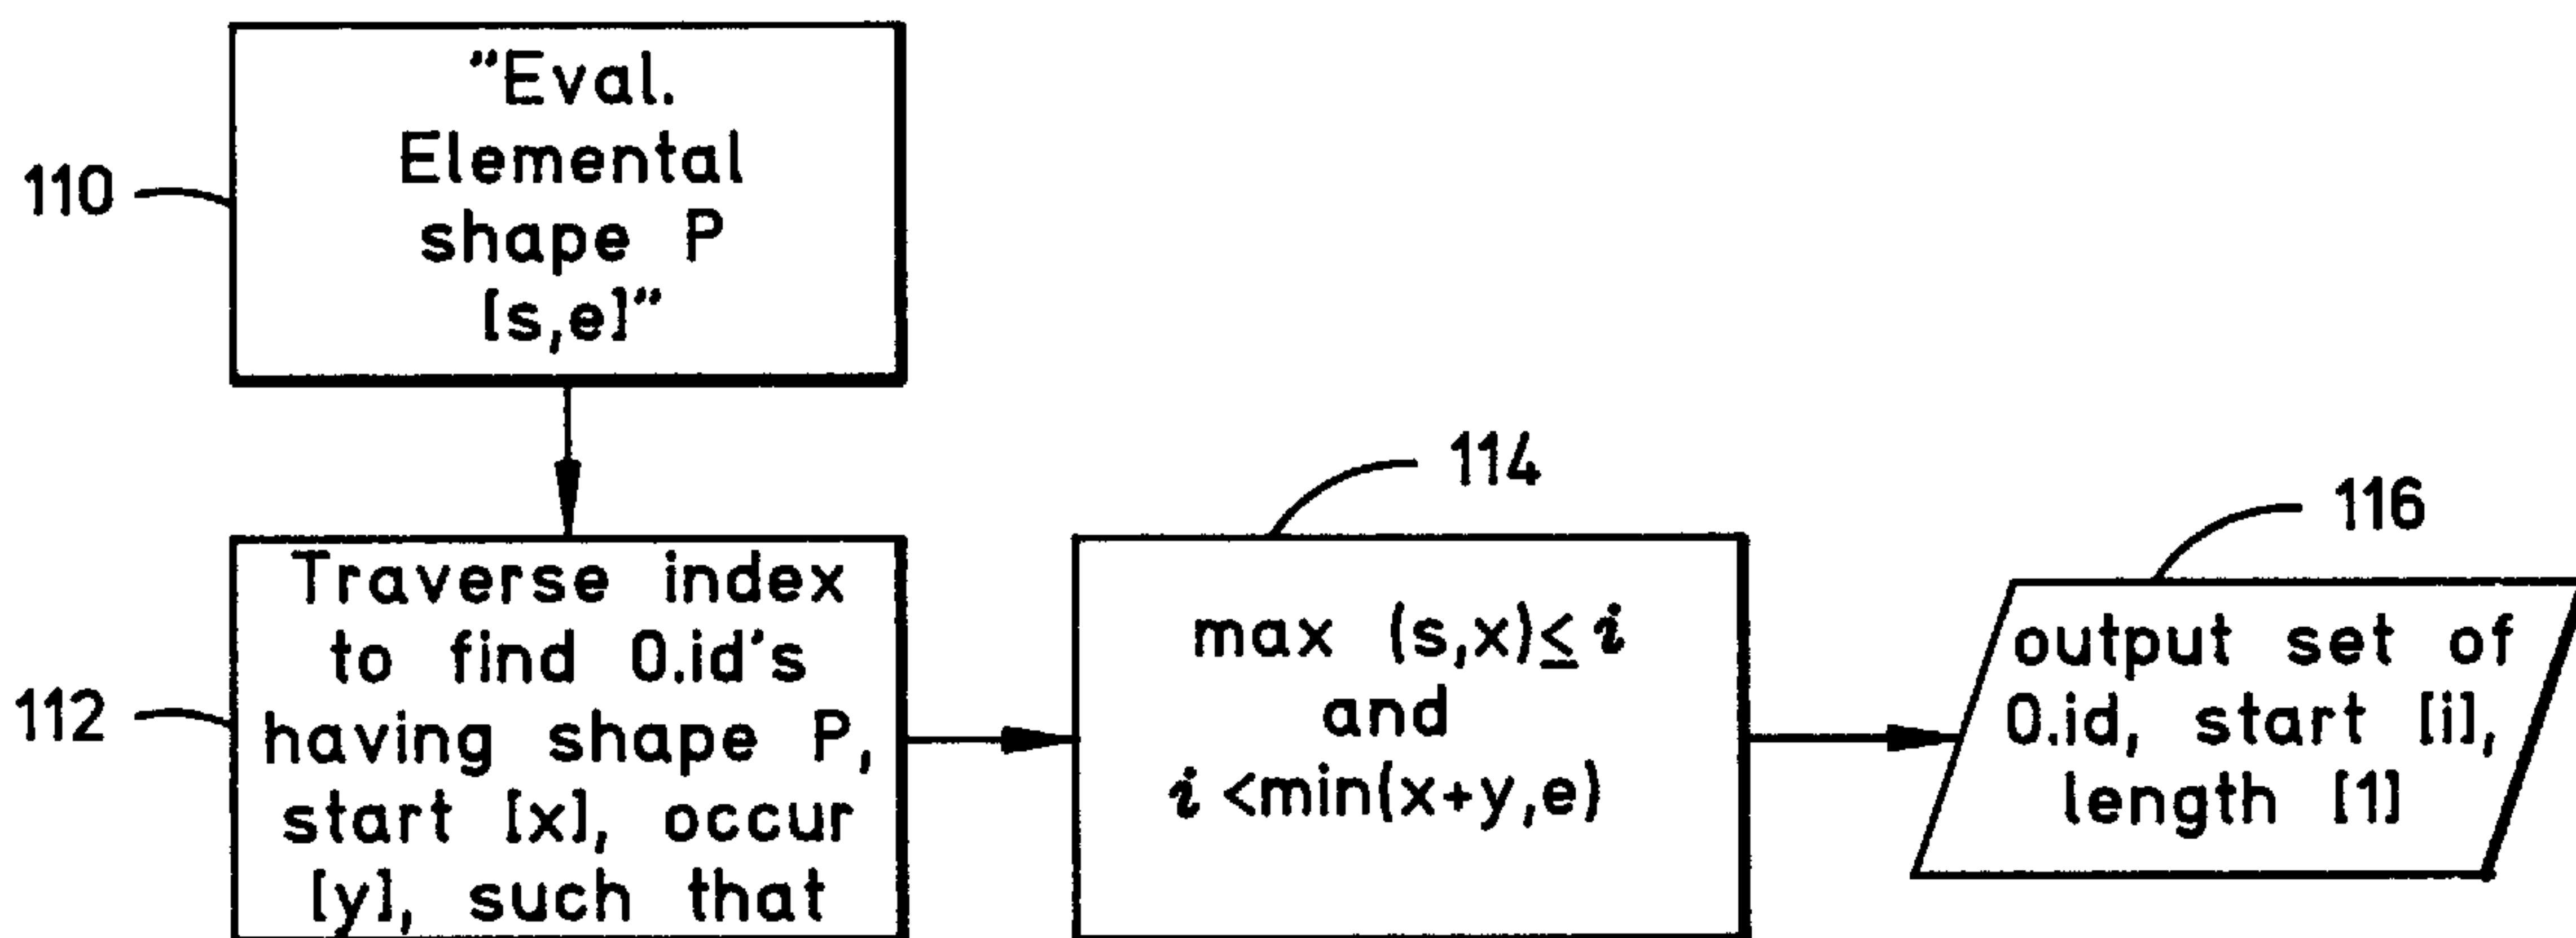 "Eval.
Elemental
shape P
[s,e]"
110
Traverse index
to find O.id's
having shape P,
start [x], occur
[y], such that
112
114
max (s,x)≤ i
and
i <min(x+y,e)
116
output set of
O.id, start [i],
length [1]